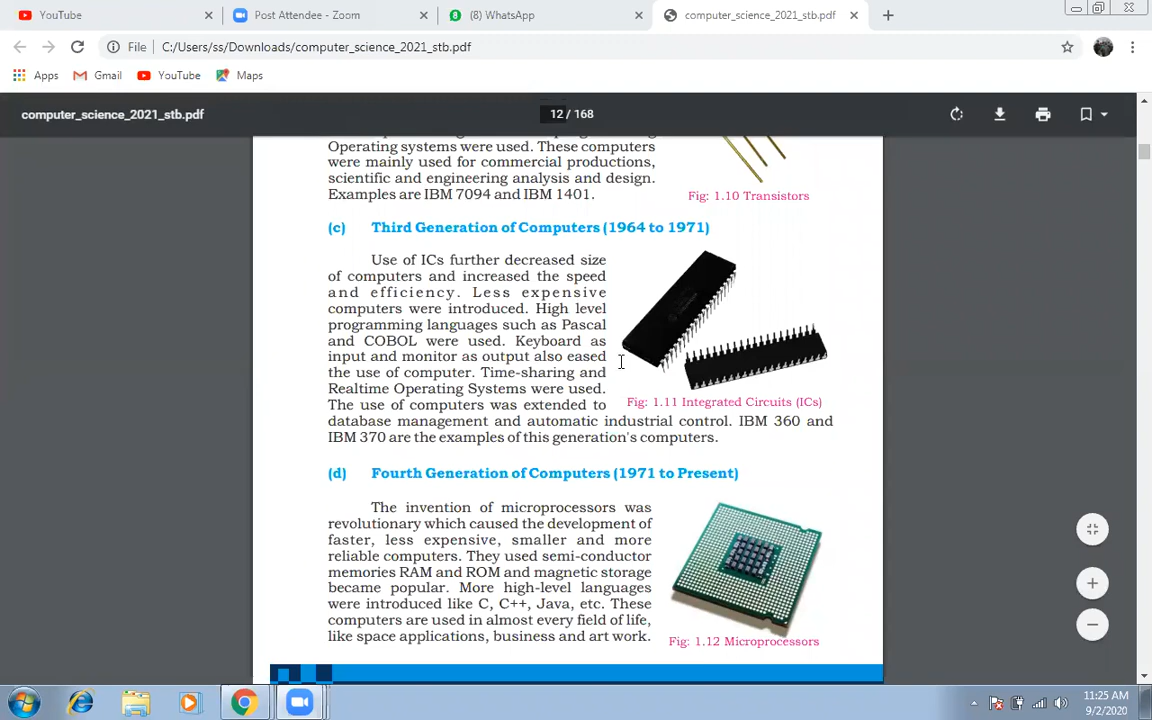 YouTube
Post Attendee - Zoom
(8) WhatsApp
computer_science_2021_stb.pdf
File
C:/Users/ss/Downloads/computer_science_2021_stb.pdf
Apps
Gmail
YouTube
Maps
computer_science_2021_stb.pdf
12 / 168
Operating systems were used. These computers
were mainly used for commercial productions,
scientific and engineering analysis and design.
Examples are IBM 7094 and IBM 1401.
Fig: 1.10 Transistors
(c) Third Generation of Computers (1964 to 1971)
Use of ICs further decreased size
of computers and increased the speed
and efficiency. Less expensive
computers were introduced. High level
programming languages such as Pascal
and COBOL were used. Keyboard as
input and monitor as output also eased
the use of computer. Time-sharing and
Realtime Operating Systems were used.
The use of computers was extended to
database management and automatic industrial control. IBM 360 and
IBM 370 are the examples of this generation's computers.
Fig: 1.11 Integrated Circuits (ICs)
(d) Fourth Generation of Computers (1971 to Present)
The invention of microprocessors was
revolutionary which caused the development of
faster, less expensive, smaller and more
reliable computers. They used semi-conductor
memories RAM and ROM and magnetic storage
became popular. More high-level languages
were introduced like C, C++, Java, etc. These
computers are used in almost every field of life,
like space applications, business and art work.
Fig: 1.12 Microprocessors
11:25 AM
9/2/2020